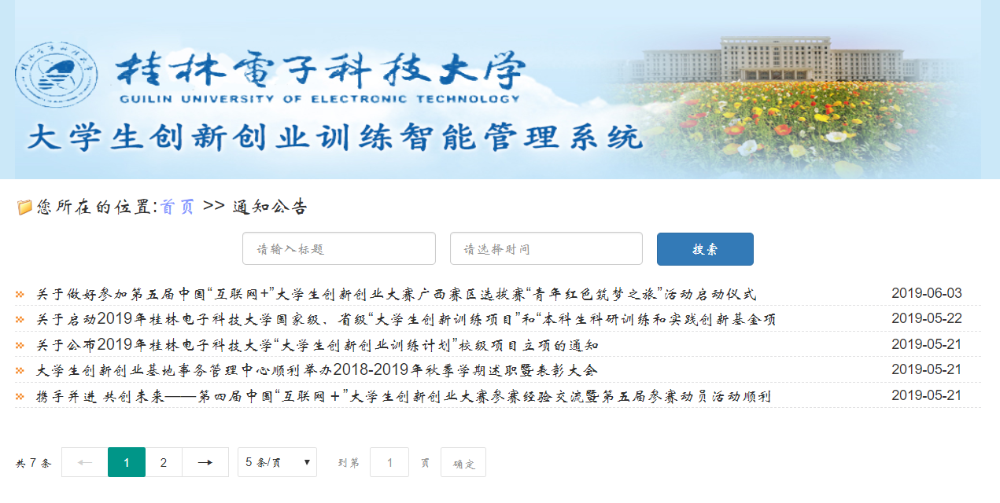 桂林電子科技大学
GUILIN UNIVERSITY OF ELECTRONIC TECHNOLOGY
大学生创新创业训练智能管理系统
您所在的位置:首页 >> 通知公告
请输入标题 请选择时间 搜索
关于做好参加第五届中国“互联网+”大学生创新创业大赛广西赛区选拔赛“青年红色筑梦之旅”活动启动仪式 2019-06-03
关于启动2019年桂林电子科技大学国家级、省级“大学生创新训练项目”和“本科生科研训练和实践创新基金项 2019-05-22
关于公布2019年桂林电子科技大学“大学生创新创业训练计划”校级项目立项的通知 2019-05-21
大学生创新创业基地事务管理中心顺利举办2018-2019年秋季学期述职暨表彰大会 2019-05-21
携手并进 共创未来——第四届中国“互联网＋”大学生创新创业大赛参赛经验交流暨第五届参赛动员活动顺利 2019-05-21
共 7 条 ← 1 2 → 5 条/页 ▼ 到第 1 页 确定